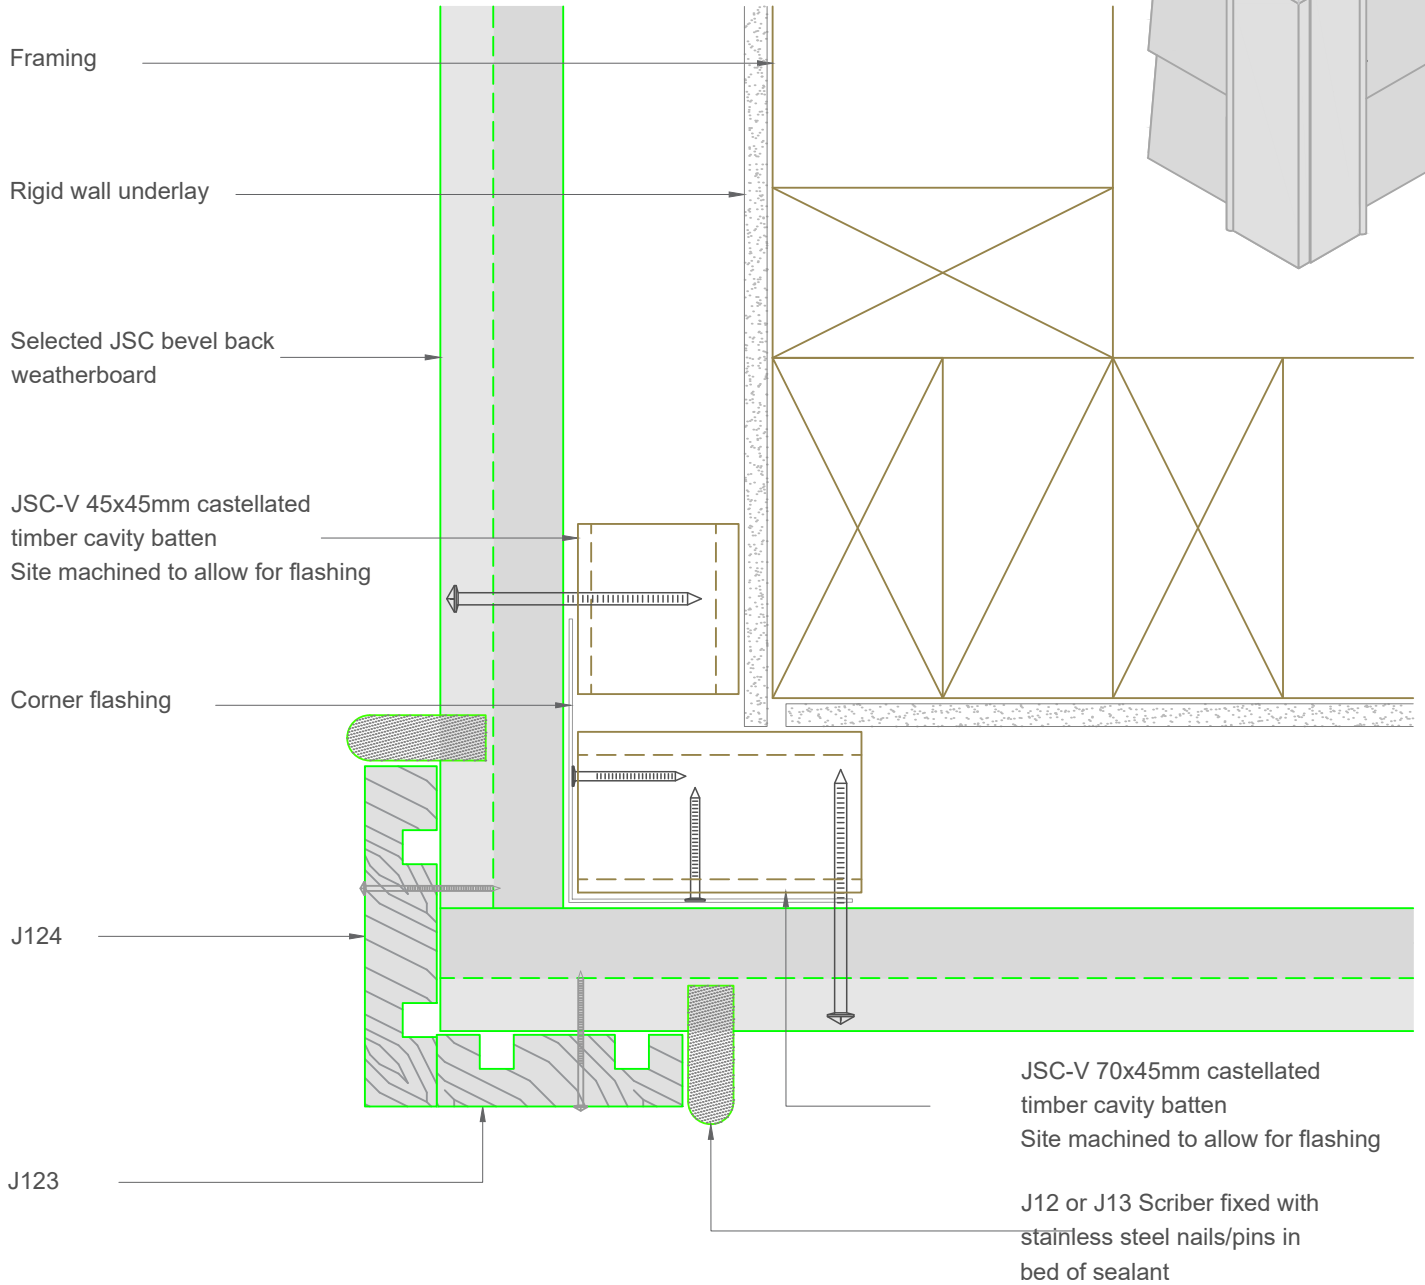 Framing
Rigid wall underlay
Selected JSC bevel back
weatherboard
JSC-V 45x45mm castellated
timber cavity batten
Site machined to allow for flashing
Corner flashing
J124
J123
JSC-V 70x45mm castellated
timber cavity batten
Site machined to allow for flashing
J12 or J13 Scriber fixed with
stainless steel nails/pins in
bed of sealant